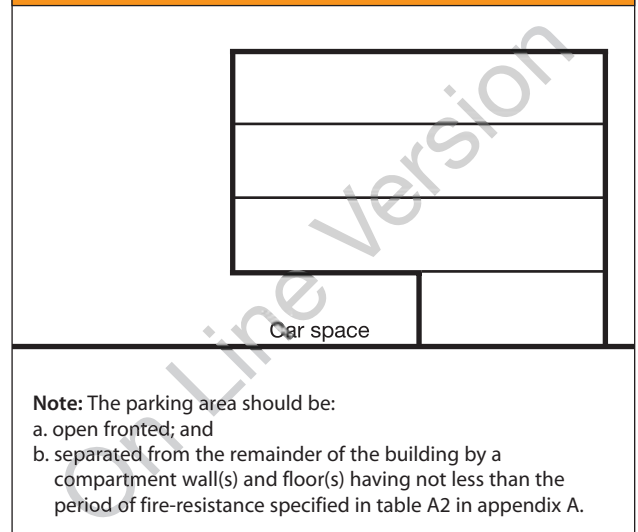 On Line Version
Car space
Note: The parking area should be:
a. open fronted; and
b. separated from the remainder of the building by a
compartment wall(s) and floor(s) having not less than the
period of fire-resistance specified in table A2 in appendix A.